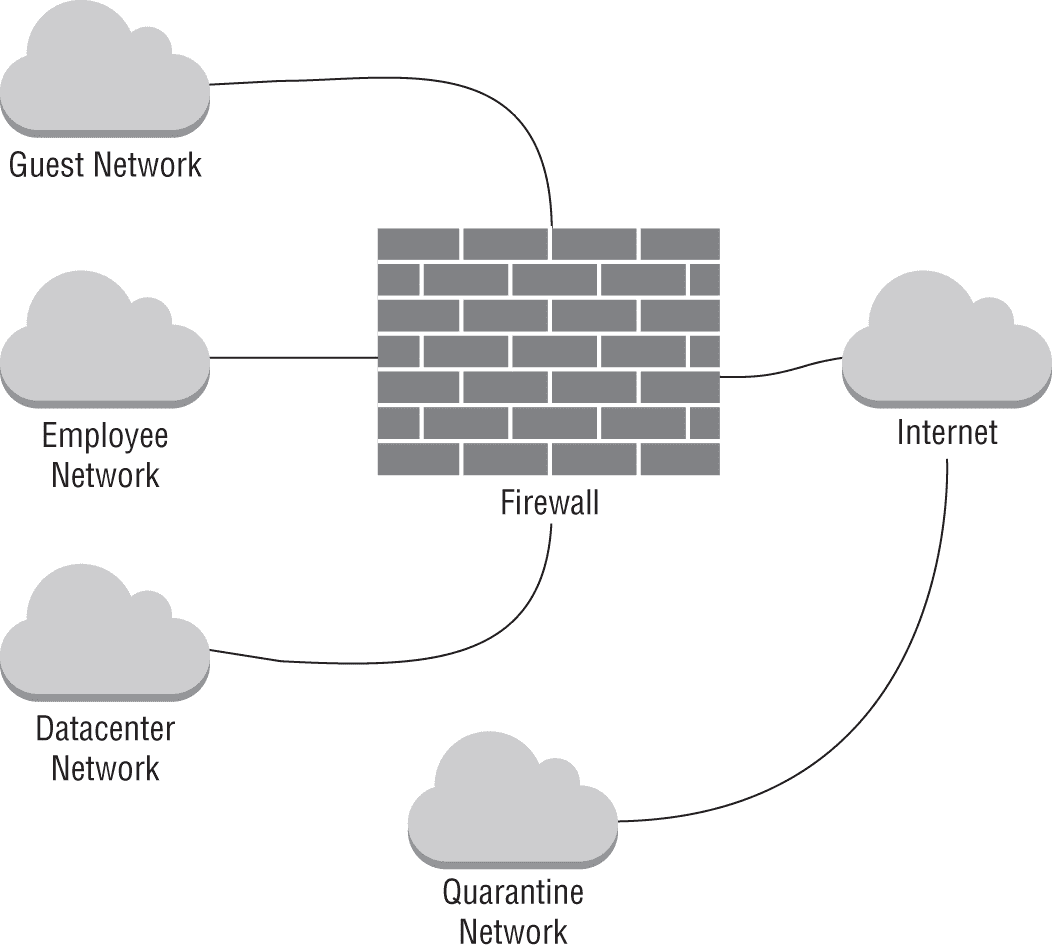 Guest Network
Employee
Network
Firewall
Internet
Datacenter
Network
Quarantine
Network